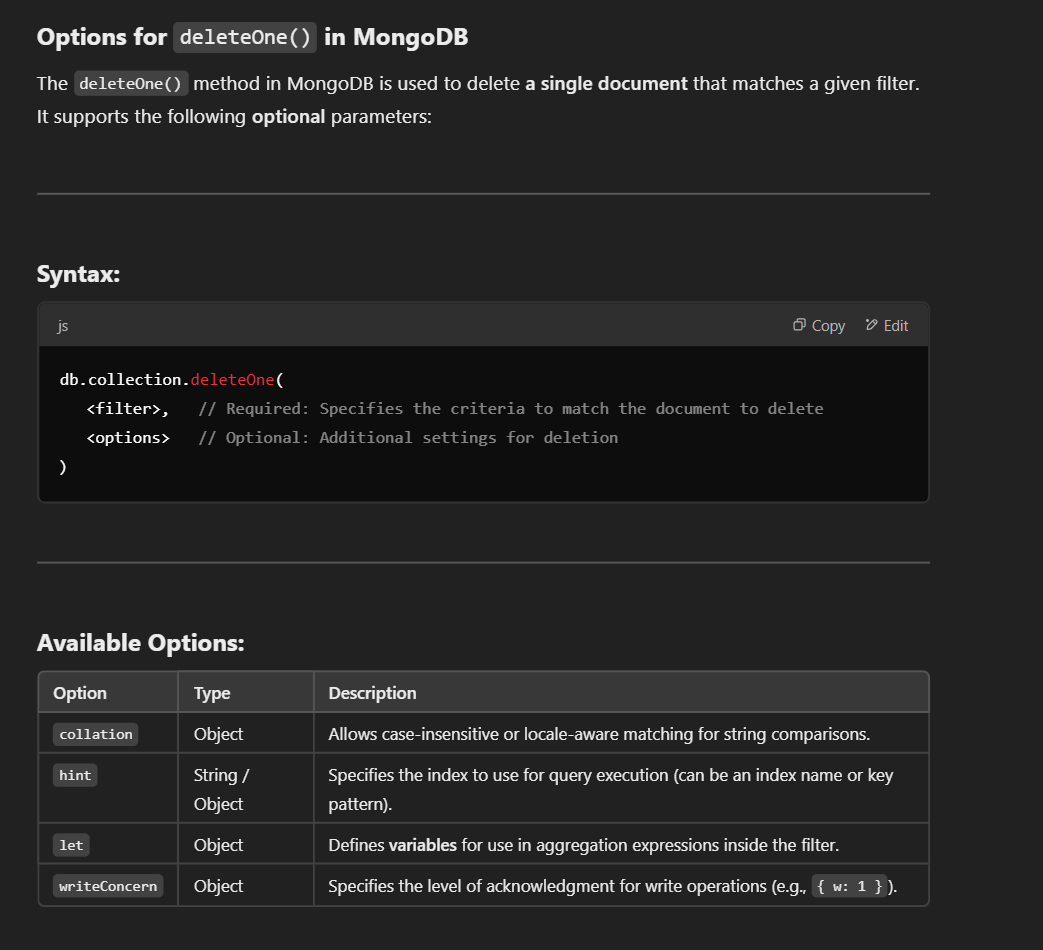 Options for deleteOne() in MongoDB
The deleteOne() method in MongoDB is used to delete a single document that matches a given filter.
It supports the following optional parameters:
Syntax:
js Copy Edit
db.collection.deleteOne(
<filter>, // Required: Specifies the criteria to match the document to delete
<options> // Optional: Additional settings for deletion
)
Available Options:
Option Type Description
collation Object Allows case-insensitive or locale-aware matching for string comparisons.
hint String / Specifies the index to use for query execution (can be an index name or key
Object pattern).
let Object Defines variables for use in aggregation expressions inside the filter.
writeConcern Object Specifies the level of acknowledgment for write operations (e.g., { w: 1 }).